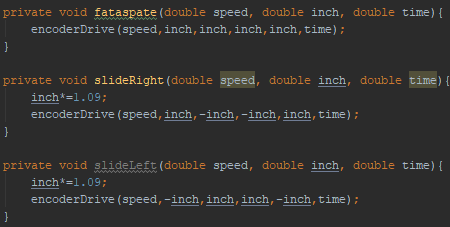 private void fataspate(double speed, double inch, double time){
encoderDrive(speed,inch,inch,inch,inch,time);
}
private void slideRight(double speed, double inch, double time){
inch*=1.09;
encoderDrive(speed,inch,-inch,-inch,inch,time);
}
private void slideLeft(double speed, double inch, double time){
inch*=1.09;
encoderDrive(speed,-inch,inch,inch,-inch,time);
}